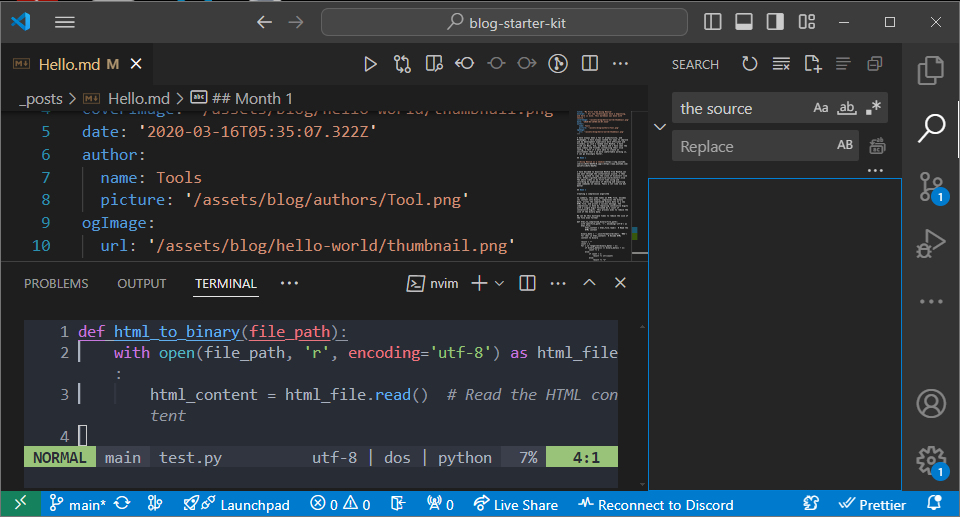 blog-starter-kit
Hello.md M
_posts > Hello.md > abc ## Month 1
4 coverImage: '/assets/blog/hello-world/thumbnail.png'
5 date: '2020-03-16T05:35:07.322Z'
6 author:
7 name: Tools
8 picture: '/assets/blog/authors/Tool.png'
9 ogImage:
10 url: '/assets/blog/hello-world/thumbnail.png'
SEARCH
the source Aa ab .*
Replace AB
PROBLEMS OUTPUT TERMINAL nvim
1 def html_to_binary(file_path):
2 with open(file_path, 'r', encoding='utf-8') as html_file
:
3 html_content = html_file.read() # Read the HTML con
tent
4
NORMAL main test.py utf-8 | dos | python 7% 4:1
1
1
main* Launchpad 0 0 0 Live Share Reconnect to Discord Prettier